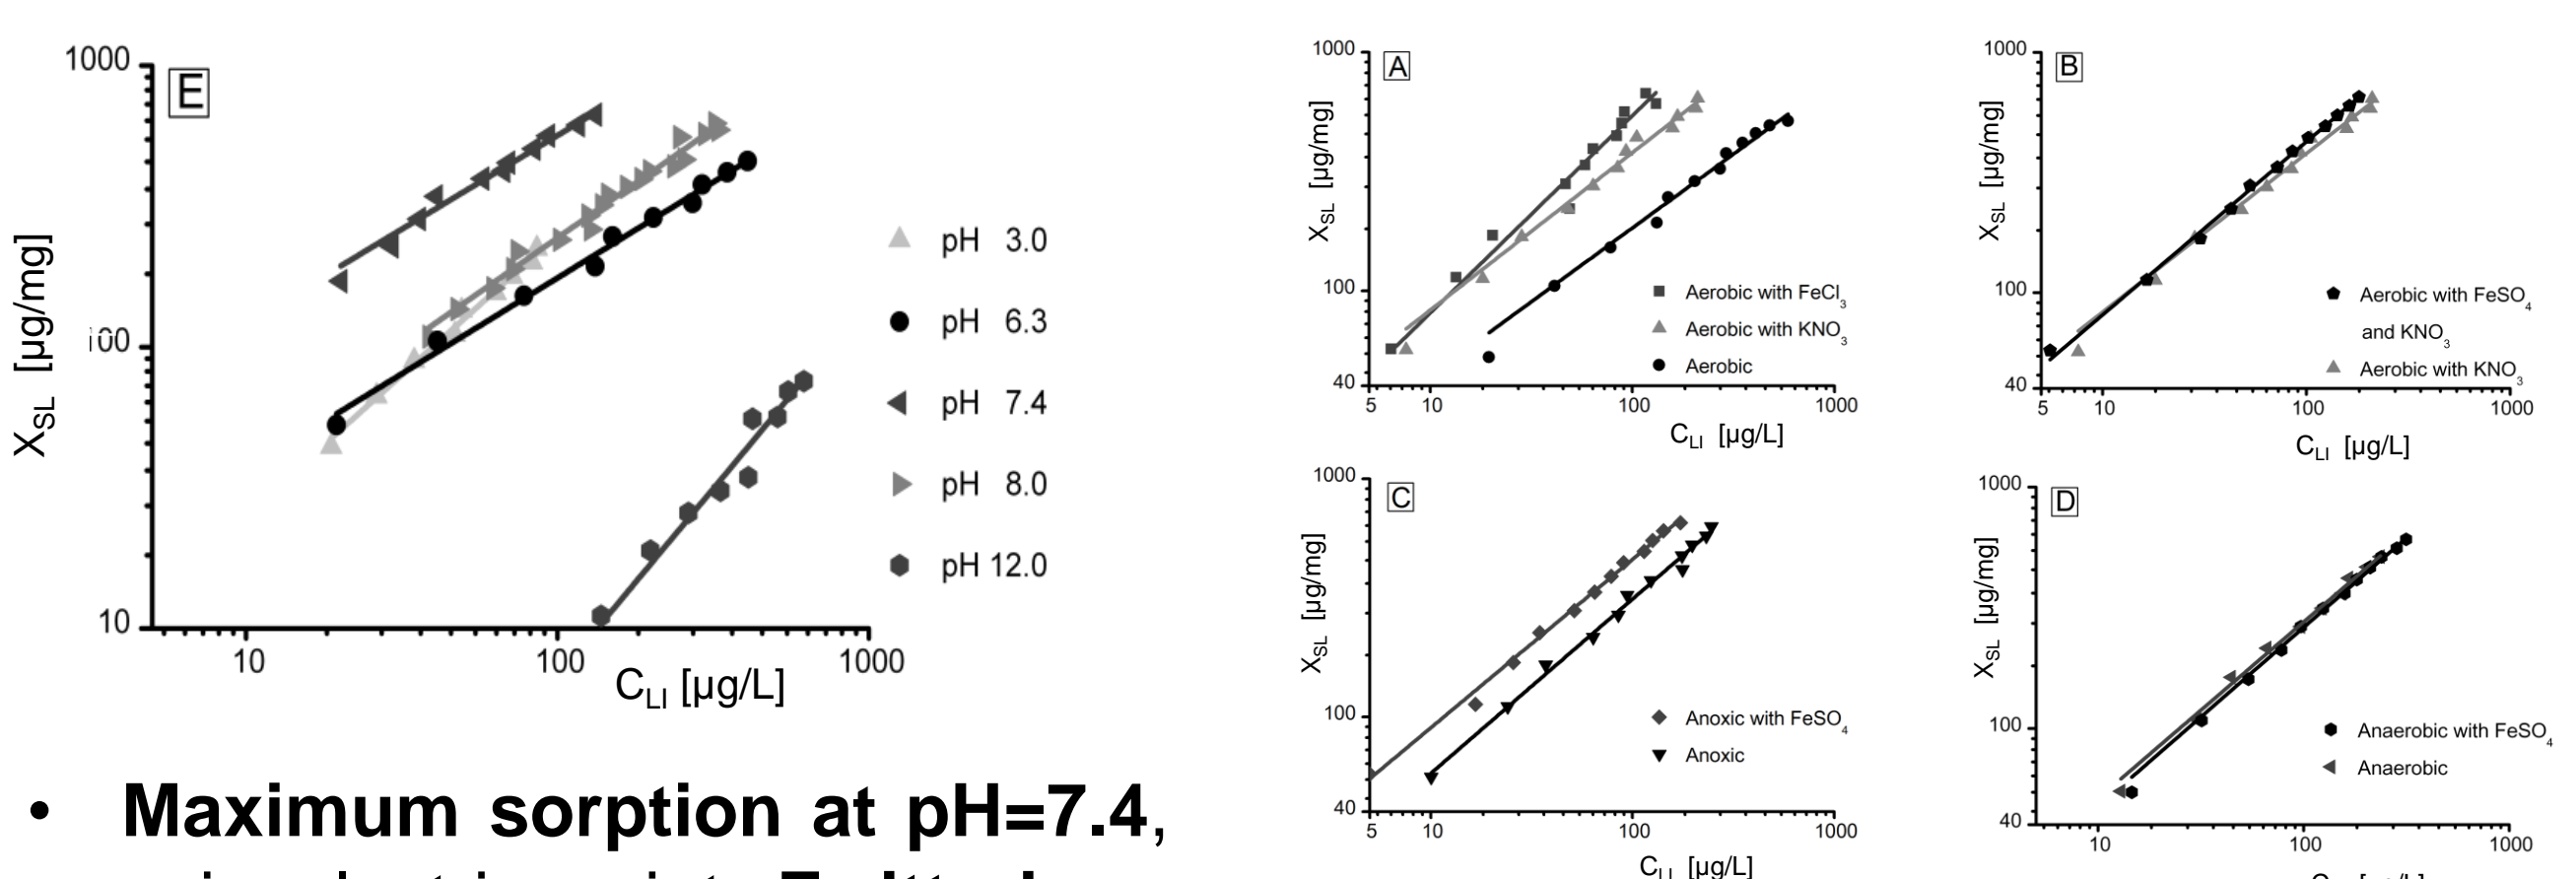 E
1000
100
10
10
100
1000
X_SL [µg/mg]
C_LI [µg/L]
pH 3.0
pH 6.3
pH 7.4
pH 8.0
pH 12.0
• Maximum sorption at pH=7.4,
A
1000
100
40
5
10
100
1000
X_SL [µg/mg]
C_LI [µg/L]
Aerobic with FeCl₃
Aerobic with KNO₃
Aerobic
B
1000
100
40
5
10
100
1000
X_SL [µg/mg]
C_LI [µg/L]
Aerobic with FeSO₄
and KNO₃
Aerobic with KNO₃
C
1000
100
40
5
10
100
1000
X_SL [µg/mg]
C_LI [µg/L]
Anoxic with FeSO₄
Anoxic
D
1000
100
40
10
100
1000
X_SL [µg/mg]
Anaerobic with FeSO₄
Anaerobic